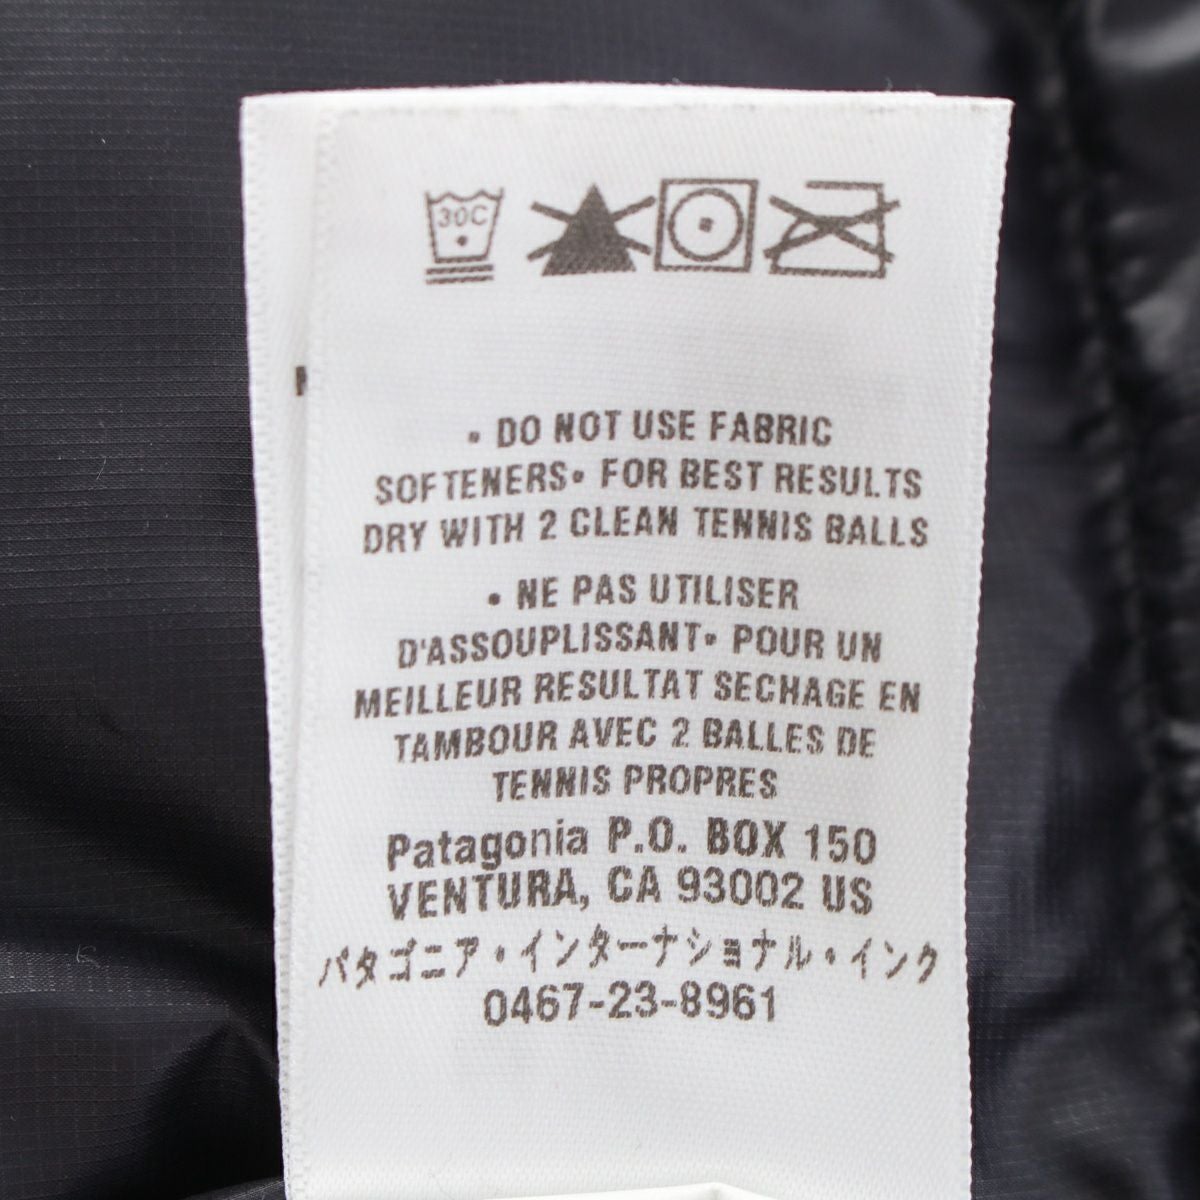 30C
• DO NOT USE FABRIC
SOFTENERS• FOR BEST RESULTS
DRY WITH 2 CLEAN TENNIS BALLS
• NE PAS UTILISER
D'ASSOUPLISSANT• POUR UN
MEILLEUR RESULTAT SECHAGE EN
TAMBOUR AVEC 2 BALLES DE
TENNIS PROPRES
Patagonia P.O. BOX 150
VENTURA, CA 93002 US
パタゴニア・インターナショナル・インク
0467-23-8961